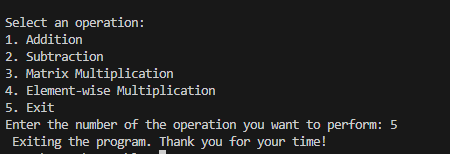 Select an operation:
1. Addition
2. Subtraction
3. Matrix Multiplication
4. Element-wise Multiplication
5. Exit
Enter the number of the operation you want to perform: 5
 Exiting the program. Thank you for your time!